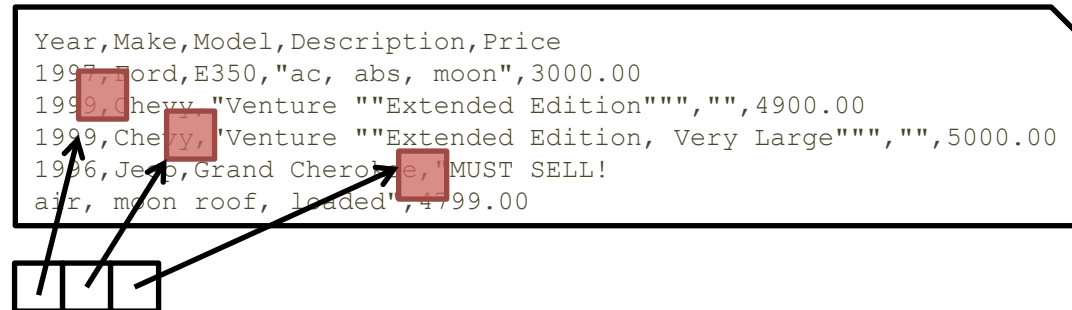 Year,Make,Model,Description,Price
1997,Ford,E350,"ac, abs, moon",3000.00
1999,Chevy,"Venture ""Extended Edition""","",4900.00
1999,Chevy,"Venture ""Extended Edition, Very Large""","",5000.00
1996,Jeep,Grand Cherokee,"MUST SELL!
air, moon roof, loaded",4799.00